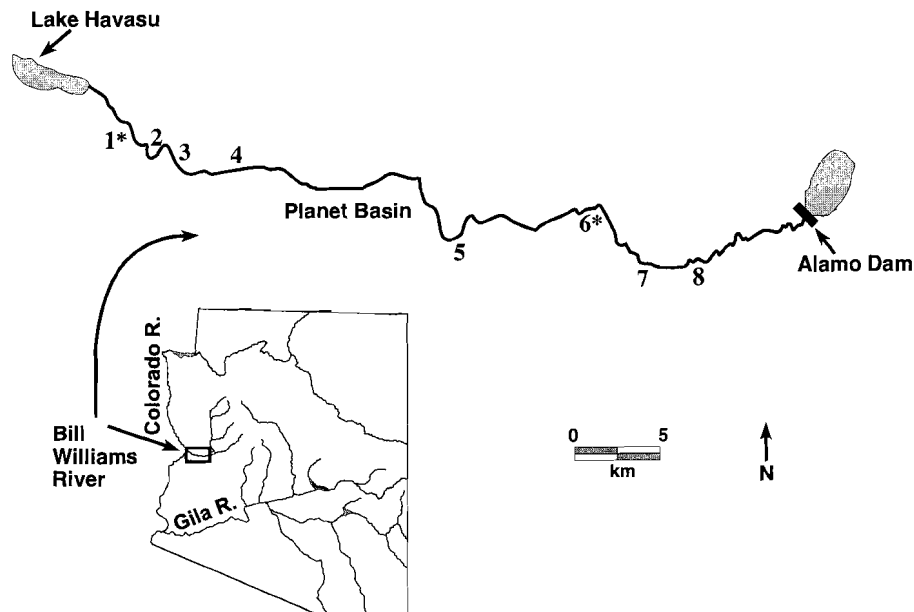 Lake Havasu
1*
2
3
4
Planet Basin
5
6*
7
8
Alamo Dam
Colorado R.
Bill
Williams
River
Gila R.
0 5
km
N